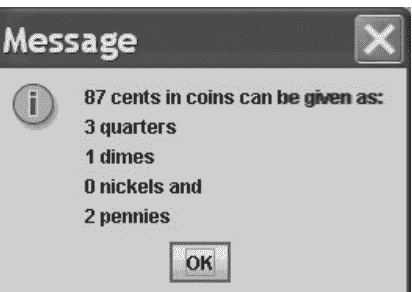 Message
87 cents in coins can be given as:
3 quarters
1 dimes
0 nickels and
2 pennies
OK